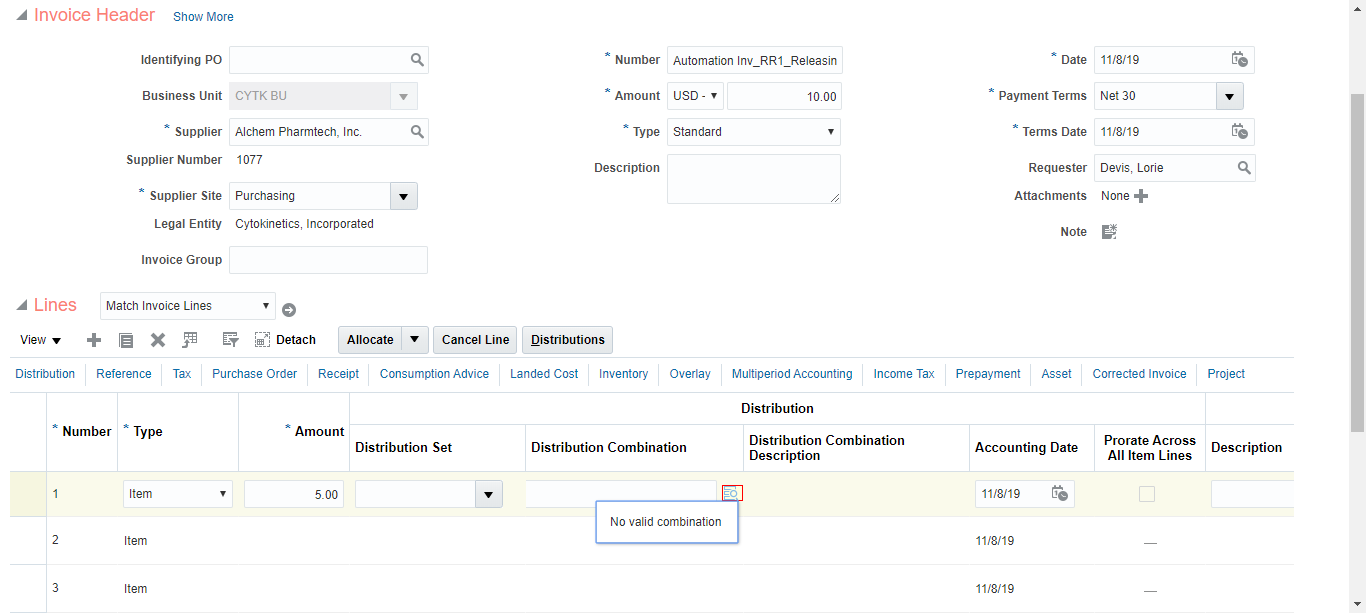 Invoice Header Show More
Identifying PO
* Number Automation Inv_RR1_Releasin
* Date 11/8/19
Business Unit CYTK BU
* Amount USD - 10.00
* Payment Terms Net 30
* Supplier Alchem Pharmtech, Inc.
* Type Standard
* Terms Date 11/8/19
Supplier Number 1077
Description
Requester Devis, Lorie
* Supplier Site Purchasing
Attachments None
Legal Entity Cytokinetics, Incorporated
Note
Invoice Group
Lines Match Invoice Lines
View Detach Allocate Cancel Line Distributions
Distribution Reference Tax Purchase Order Receipt Consumption Advice Landed Cost Inventory Overlay Multiperiod Accounting Income Tax Prepayment Asset Corrected Invoice Project
Distribution
* Number * Type * Amount Distribution Set Distribution Combination Distribution Combination Description Accounting Date Prorate Across All Item Lines Description
1 Item 5.00 11/8/19
No valid combination
2 Item 11/8/19 —
3 Item 11/8/19 —